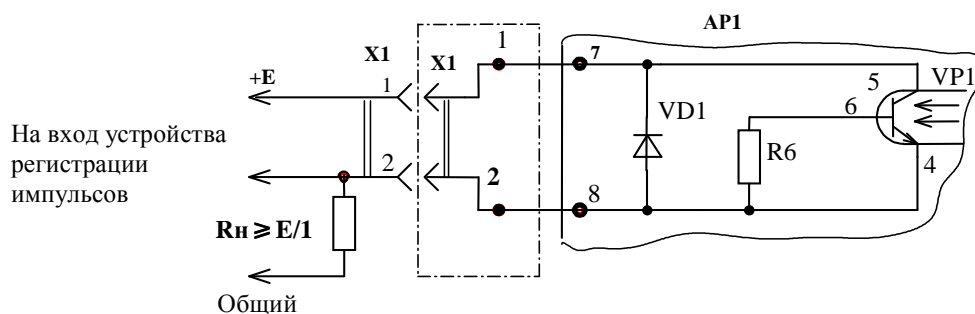 AP1
X1
X1
1
7
5
VP1
+E
1
6
VD1
На вход устройства
регистрации
импульсов
R6
4
2
2
8
Rн ⩾ E/1
Общий